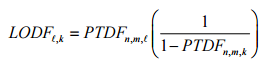 LODF_{ℓ,k} = PTDF_{n,m,ℓ} ( 1 / (1 − PTDF_{n,m,k}) )